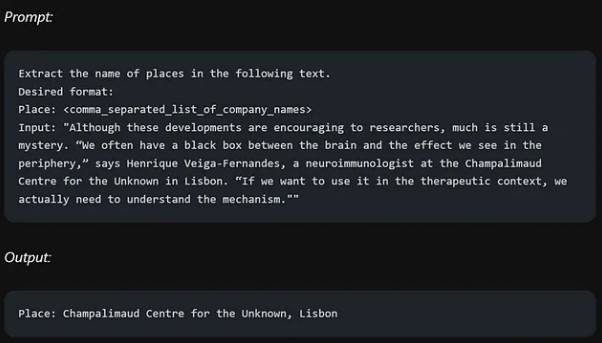 Prompt:
Extract the name of places in the following text.
Desired format:
Place: <comma_separated_list_of_company_names>
Input: "Although these developments are encouraging to researchers, much is still a
mystery. “We often have a black box between the brain and the effect we see in the
periphery,” says Henrique Veiga-Fernandes, a neuroimmunologist at the Champalimaud
Centre for the Unknown in Lisbon. “If we want to use it in the therapeutic context, we
actually need to understand the mechanism.""
Output:
Place: Champalimaud Centre for the Unknown, Lisbon